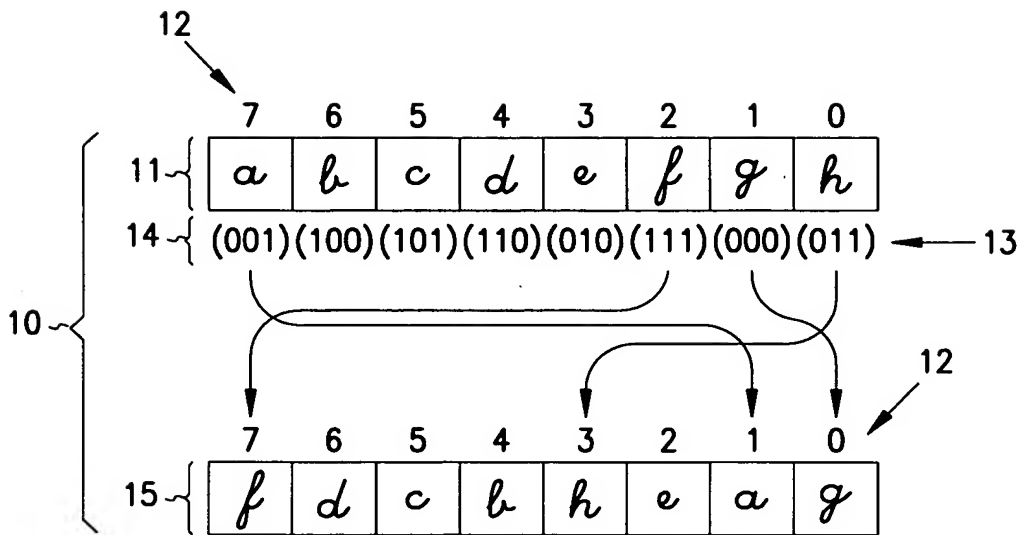 12
7 6 5 4 3 2 1 0
11 a b c d e f g h
14 (001)(100)(101)(110)(010)(111)(000)(011) 13
10
12
7 6 5 4 3 2 1 0
15 f d c b h e a g